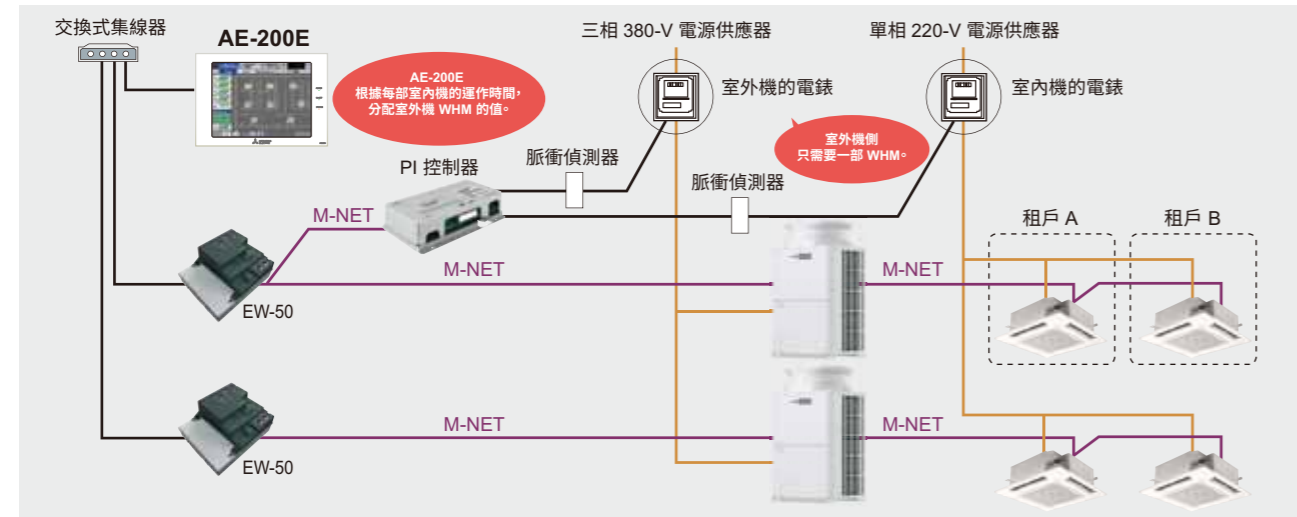 交換式集線器
AE-200E
三相 380-V 電源供應器
單相 220-V 電源供應器
AE-200E
根據每部室內機的運作時間,
分配室外機 WHM 的值。
室外機的電錶
室內機的電錶
室外機側
只需要一部 WHM。
PI 控制器
脈衝偵測器
脈衝偵測器
M-NET
租戶 A
租戶 B
M-NET
M-NET
EW-50
M-NET
M-NET
EW-50